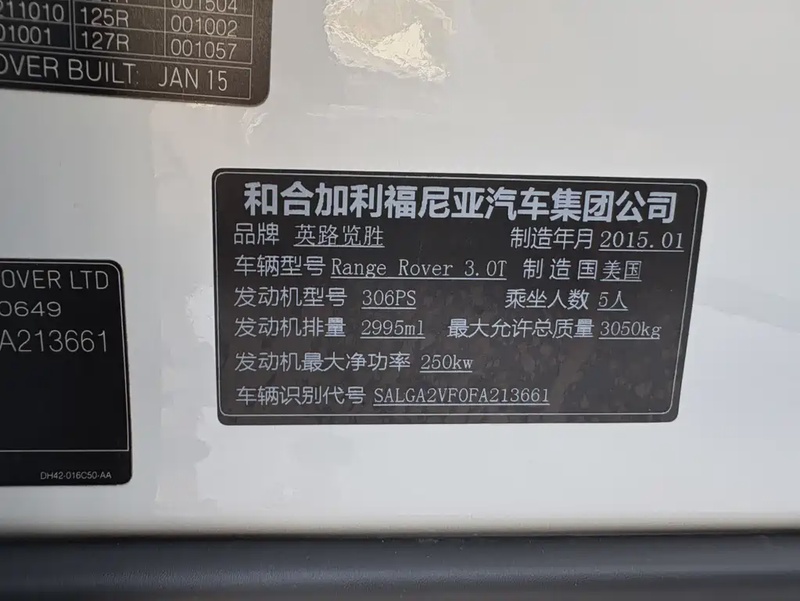 001504
211010 125R 001002
01001 127R 001057
OVER BUILT: JAN 15
OVER LTD
0649
A213661
DH42-016C50-AA
和合加利福尼亚汽车集团公司
品牌 英路览胜 制造年月 2015.01
车辆型号 Range Rover 3.0T 制造国 美国
发动机型号 306PS 乘坐人数 5人
发动机排量 2995ml 最大允许总质量 3050kg
发动机最大净功率 250kw
车辆识别代号 SALGA2VF0FA213661